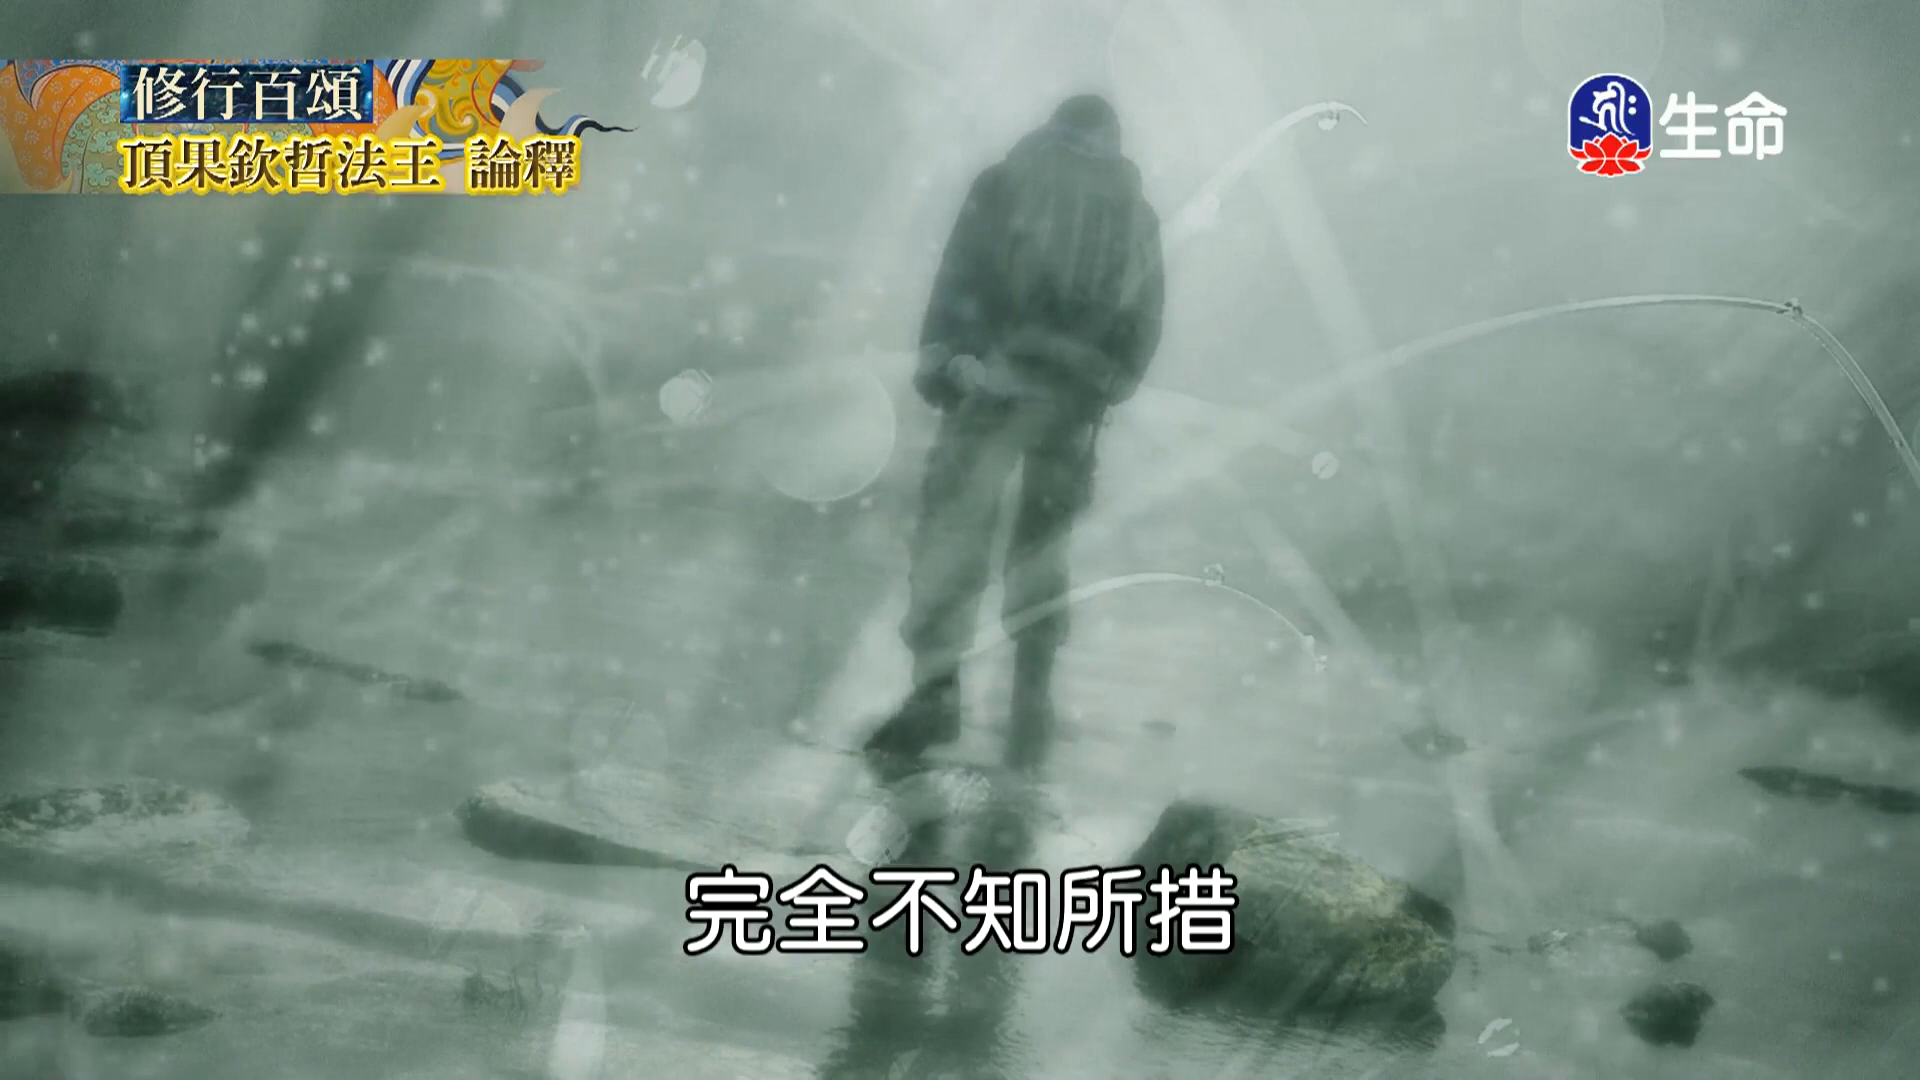 修行百頌
頂果欽哲法王 論釋
生命
完全不知所措